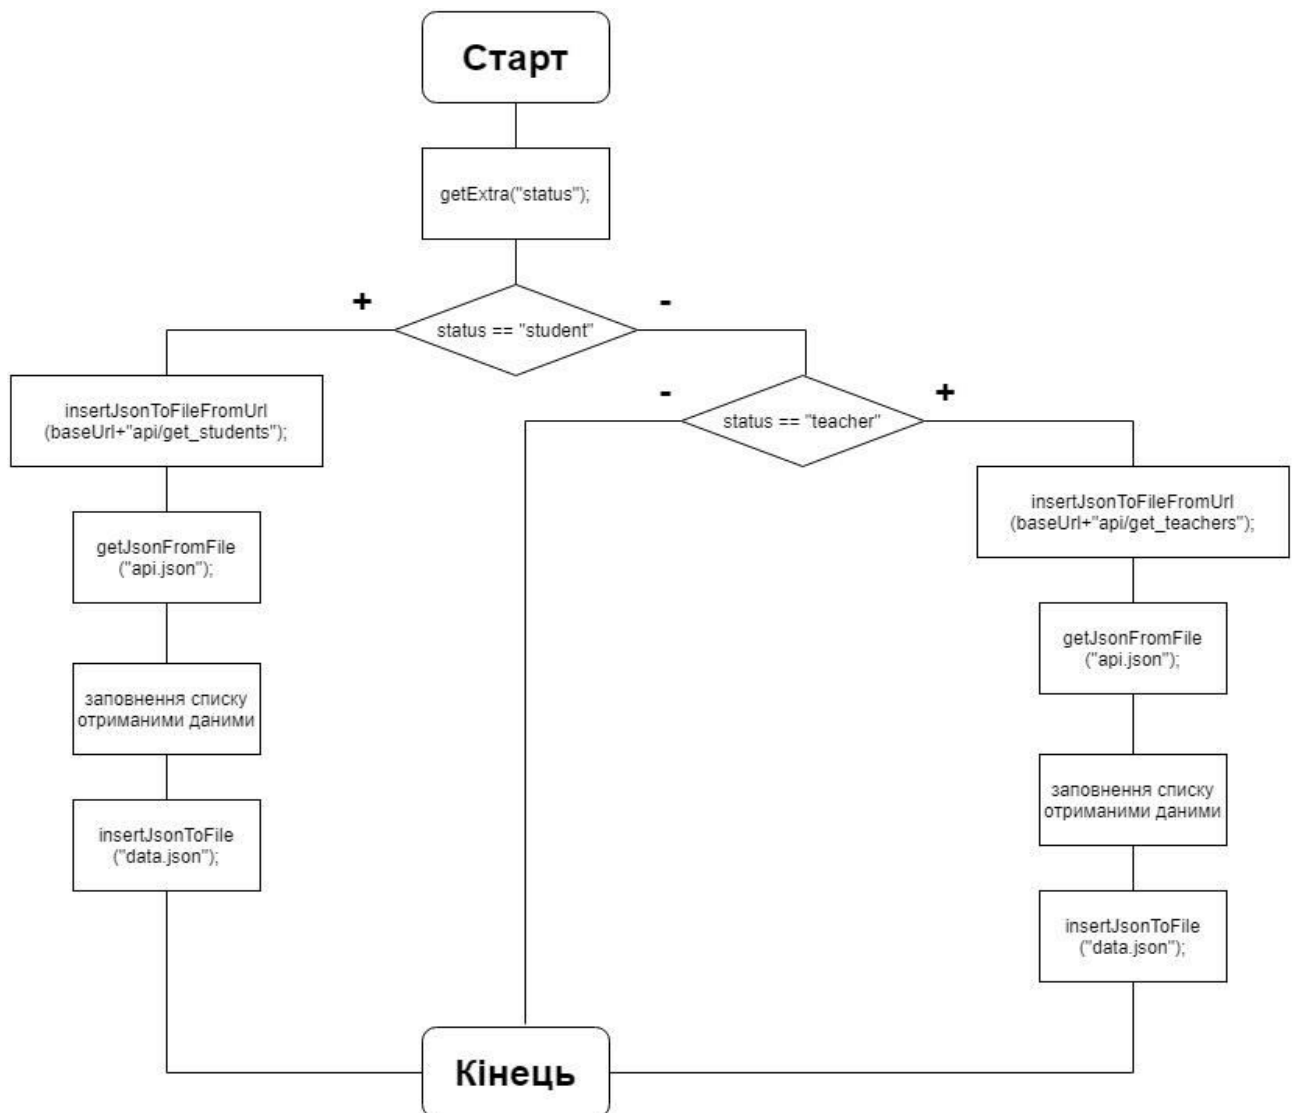 Старт
getExtra("status");
+
-
status == "student"
insertJsonToFileFromUrl
(baseUrl+"api/get_students");
getJsonFromFile
("api.json");
заповнення списку
отриманими даними
insertJsonToFile
("data.json");
-
+
status == "teacher"
insertJsonToFileFromUrl
(baseUrl+"api/get_teachers");
getJsonFromFile
("api.json");
заповнення списку
отриманими даними
insertJsonToFile
("data.json");
Кінець